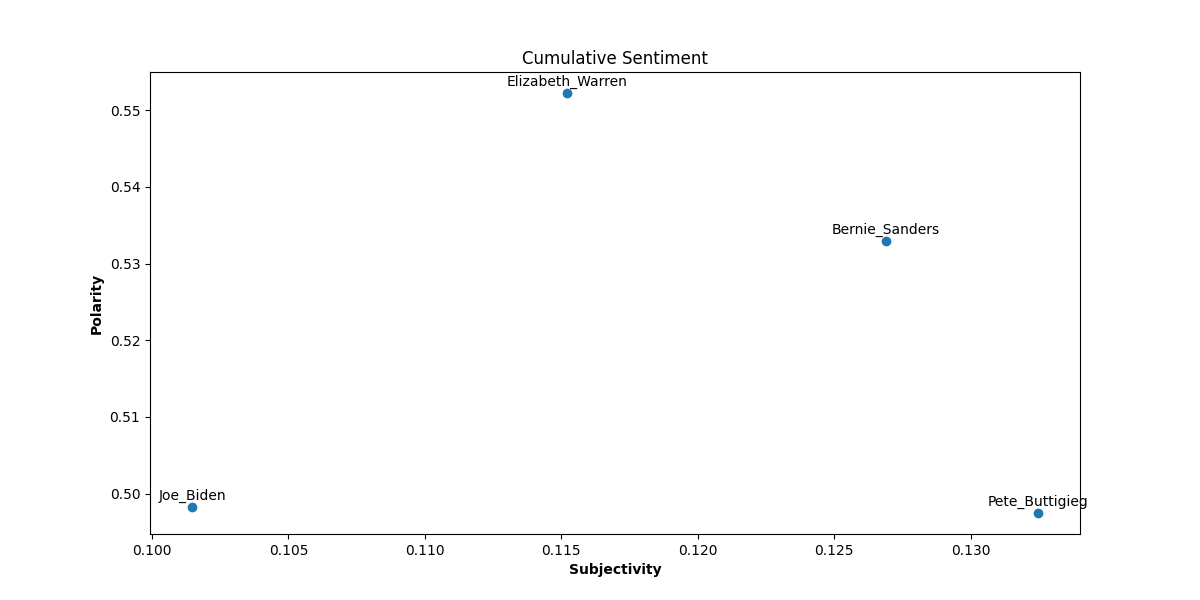 Cumulative Sentiment
Elizabeth_Warren
0.55
0.54
Bernie_Sanders
0.53
Polarity
0.52
0.51
Joe_Biden
0.50
Pete_Buttigieg
0.100 0.105 0.110 0.115 0.120 0.125 0.130
Subjectivity